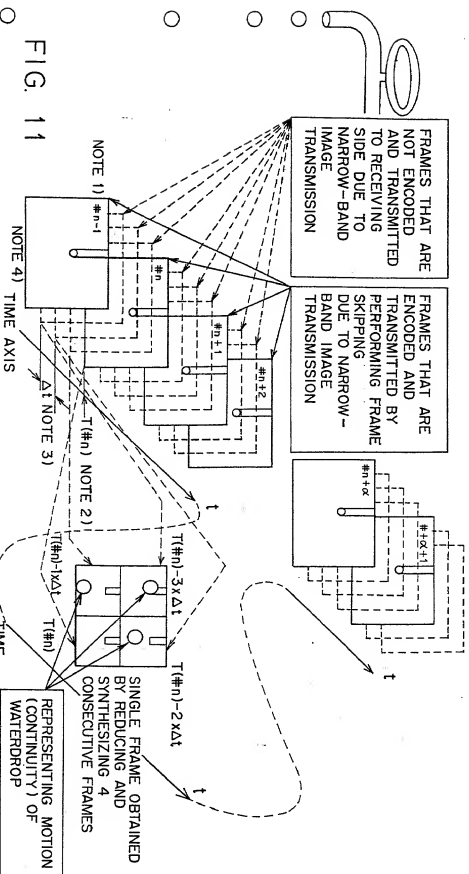 FRAMES THAT ARE
NOT ENCODED
AND TRANSMITTED
TO RECEIVING
SIDE DUE TO
NARROW-BAND
IMAGE
TRANSMISSION
FRAMES THAT ARE
ENCODED AND
TRANSMITTED BY
PERFORMING FRAME
SKIPPING
DUE TO NARROW-
BAND IMAGE
TRANSMISSION
#n-1
#n
#n+1
#n+2
#n+α
#+α+1
t
NOTE 1)
NOTE 4) TIME AXIS
Δt NOTE 3)
T(#n) NOTE 2)
t
T(#n)-3xΔt
T(#n)-2xΔt
T(#n)-1xΔt
T(#n)
t
SINGLE FRAME OBTAINED
BY REDUCING AND
SYNTHESIZING 4
CONSECUTIVE FRAMES
TIME
REPRESENTING MOTION
(CONTINUITY) OF
WATERDROP
FIG. 11